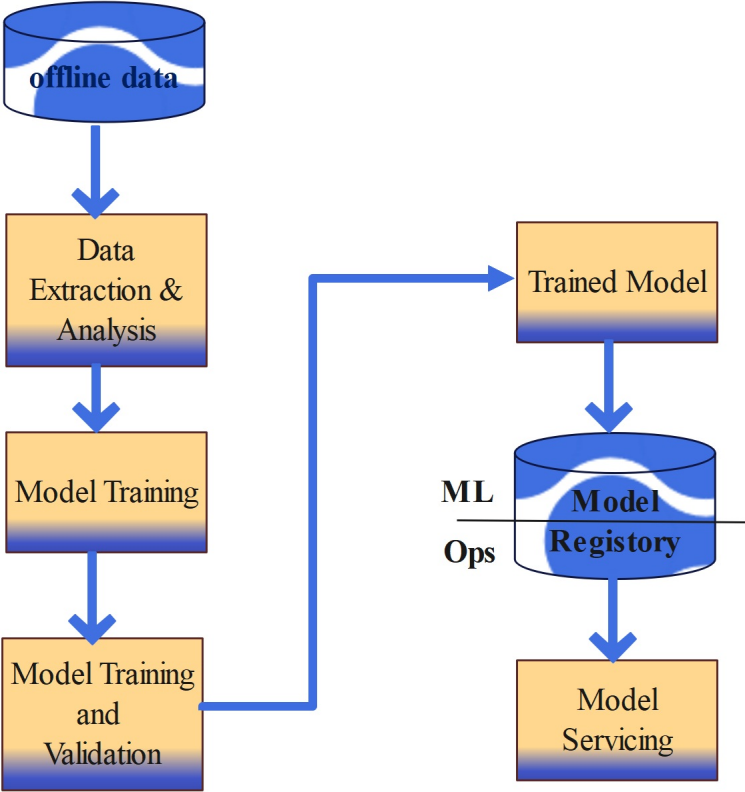 offline data
Data
Extraction &
Analysis
Model Training
Model Training
and
Validation
Trained Model
ML
Ops
Model
Registory
Model
Servicing